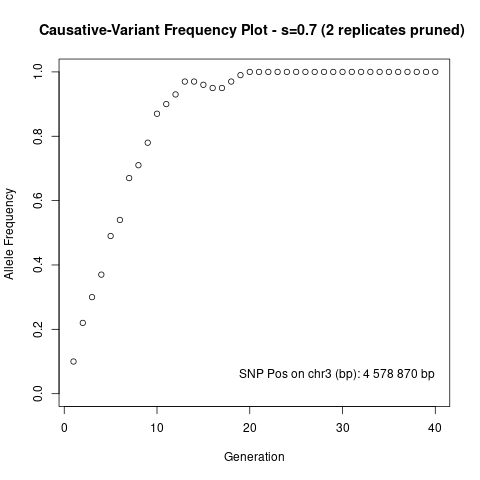 Causative-Variant Frequency Plot - s=0.7 (2 replicates pruned)
1.0
0.8
0.6
0.4
0.2
0.0
Allele Frequency
SNP Pos on chr3 (bp): 4 578 870 bp
0 10 20 30 40
Generation